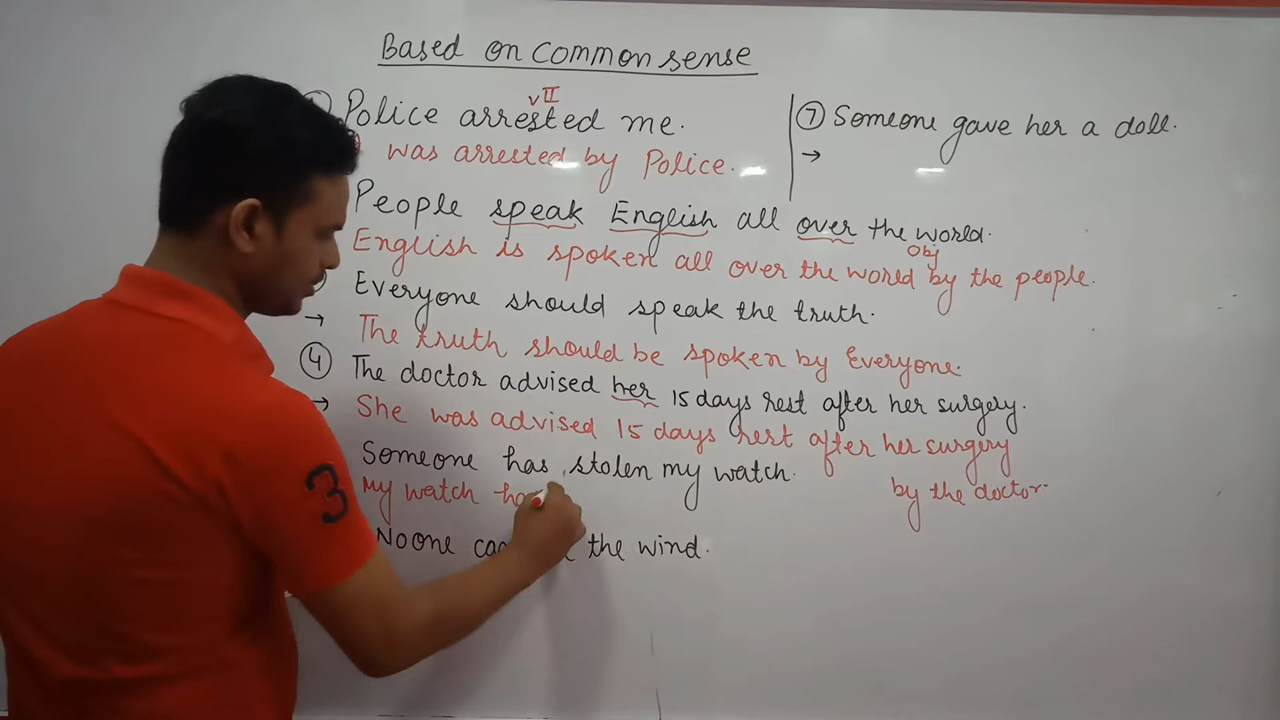 Based on Common sense
V II
Police arrested me.
was arrested by Police.
People speak English all over the world.
Obj
English is spoken all over the world by the people.
Everyone should speak the truth.
→ The truth should be spoken by Everyone.
④ The doctor advised her 15 days rest after her surgery.
→ She was advised 15 days rest after her surgery
by the doctor.
Someone has stolen my watch.
My watch
Noone the wind.
⑦ Someone gave her a doll.
→
3